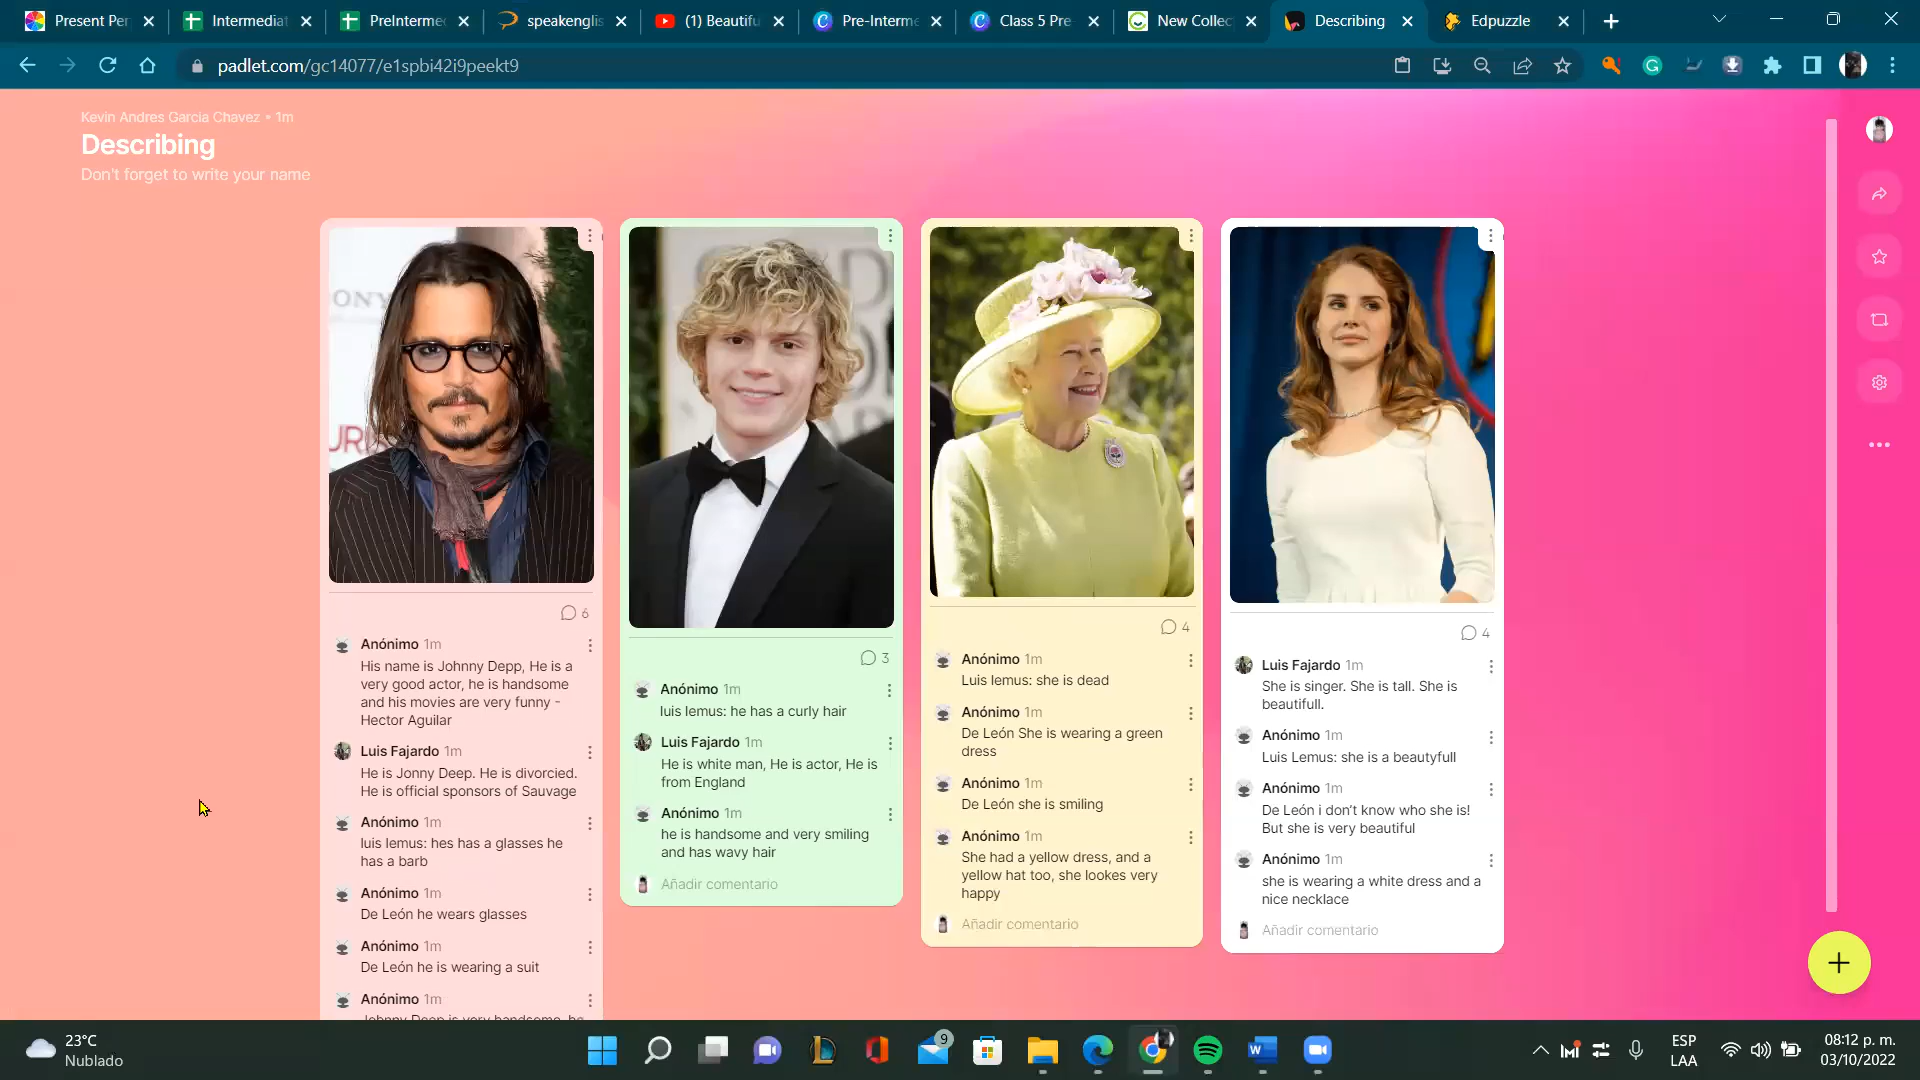 Present Per
Intermediat
PreInterme
speakenglis
(1) Beautifu
Pre-Interme
Class 5 Pre
New Collec
Describing
Edpuzzle
padlet.com/gc14077/e1spbi42i9peekt9
Kevin Andres Garcia Chavez • 1m
Describing
Don't forget to write your name
6
Anónimo 1m
His name is Johnny Depp, He is a
very good actor, he is handsome
and his movies are very funny -
Hector Aguilar
Luis Fajardo 1m
He is Jonny Deep. He is divorcied.
He is official sponsors of Sauvage
Anónimo 1m
luis lemus: hes has a glasses he
has a barb
Anónimo 1m
De León he wears glasses
Anónimo 1m
De León he is wearing a suit
Anónimo 1m
Johnny Deep is very handsome, he
3
Anónimo 1m
luis lemus: he has a curly hair
Luis Fajardo 1m
He is white man, He is actor, He is
from England
Anónimo 1m
he is handsome and very smiling
and has wavy hair
Añadir comentario
4
Anónimo 1m
Luis lemus: she is dead
Anónimo 1m
De León She is wearing a green
dress
Anónimo 1m
De León she is smiling
Anónimo 1m
She had a yellow dress, and a
yellow hat too, she lookes very
happy
Añadir comentario
4
Luis Fajardo 1m
She is singer. She is tall. She is
beautifull.
Anónimo 1m
Luis Lemus: she is a beautyfull
Anónimo 1m
De León i don't know who she is!
But she is very beautiful
Anónimo 1m
she is wearing a white dress and a
nice necklace
Añadir comentario
23°C
Nublado
9
ESP
LAA
08:12 p. m.
03/10/2022